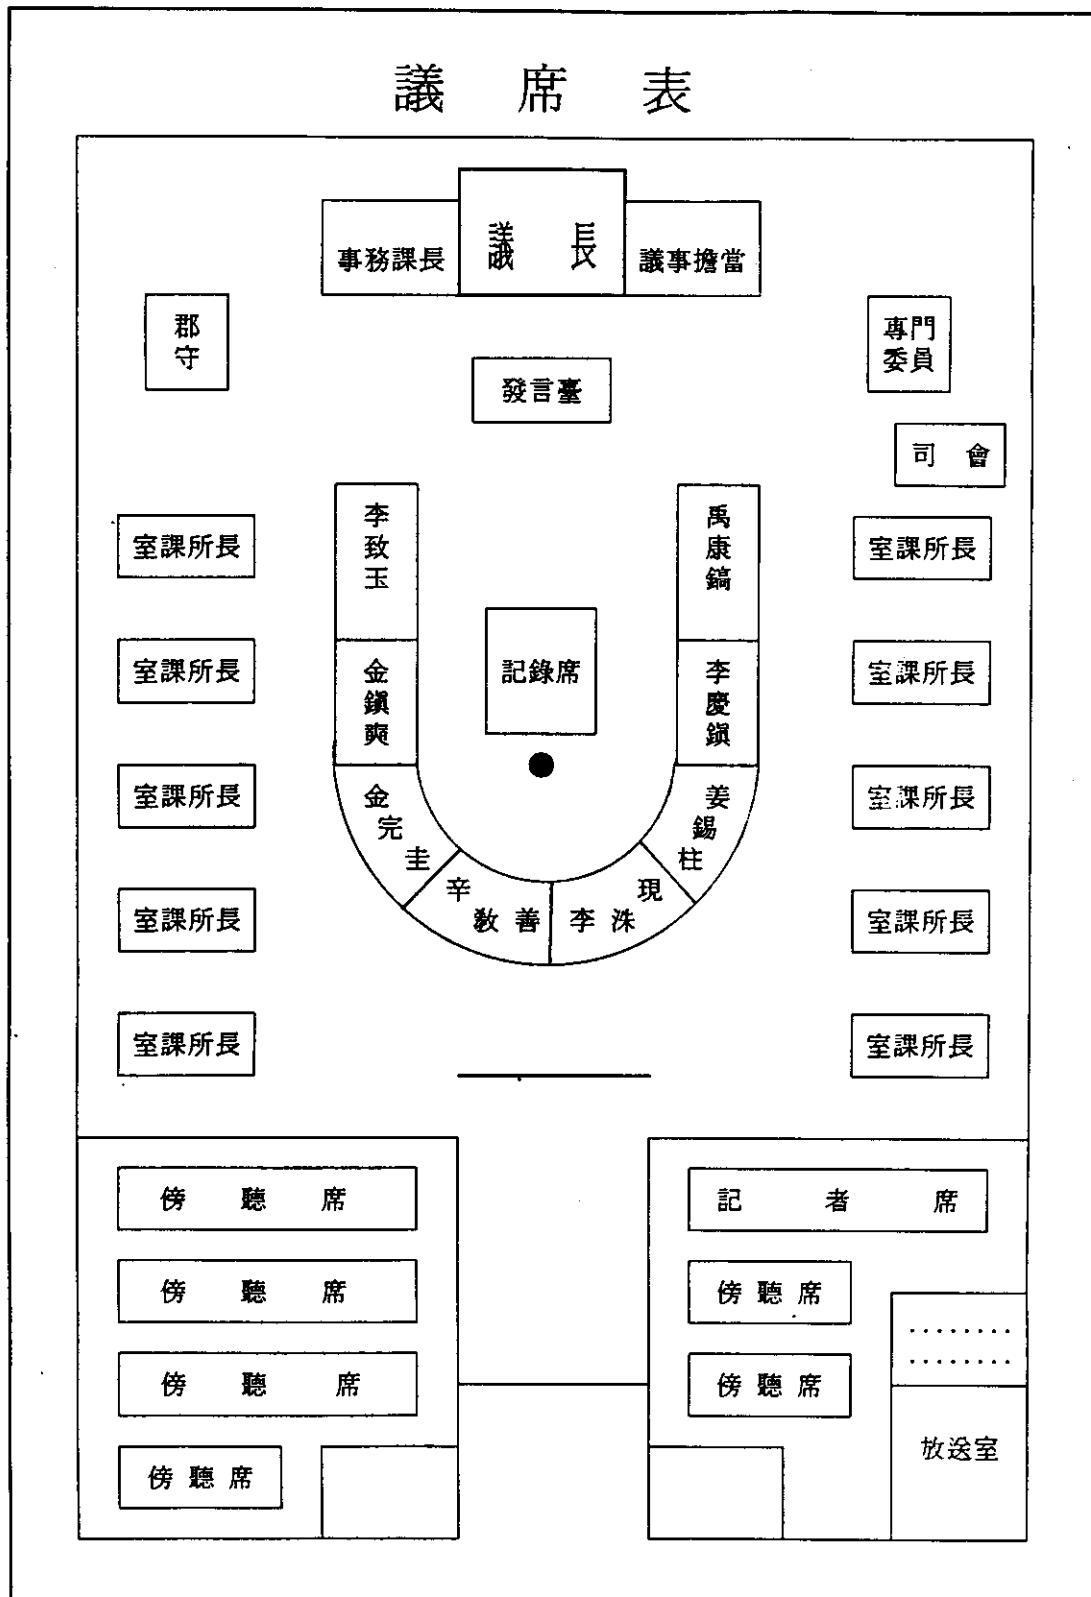 議席表
議長
事務課長
議事擔當
郡守
專門委員
發言臺
司會
李致玉
禹康鎬
室課所長
室課所長
金鎭奭
記錄席
李慶鎭
室課所長
室課所長
金完圭
姜錫柱
室課所長
室課所長
辛教善
李洙現
室課所長
室課所長
室課所長
室課所長
傍聽席
記者席
傍聽席
傍聽席
........
........
傍聽席
傍聽席
放送室
傍聽席